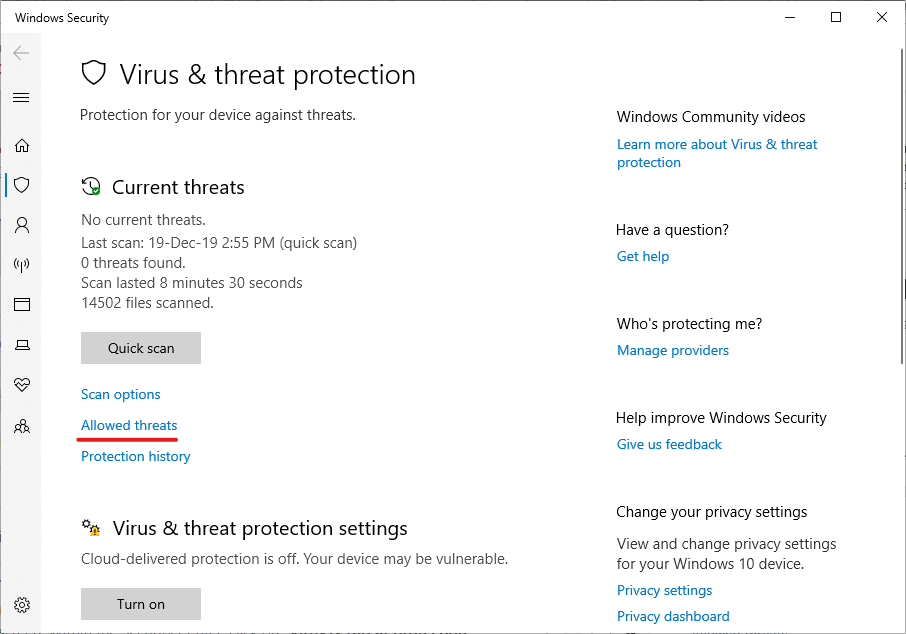 Windows Security
Virus & threat protection
Protection for your device against threats.
Current threats
No current threats.
Last scan: 19-Dec-19 2:55 PM (quick scan)
0 threats found.
Scan lasted 8 minutes 30 seconds
14502 files scanned.
Quick scan
Scan options
Allowed threats
Protection history
Virus & threat protection settings
Cloud-delivered protection is off. Your device may be vulnerable.
Turn on
Windows Community videos
Learn more about Virus & threat
protection
Have a question?
Get help
Who's protecting me?
Manage providers
Help improve Windows Security
Give us feedback
Change your privacy settings
View and change privacy settings
for your Windows 10 device.
Privacy settings
Privacy dashboard